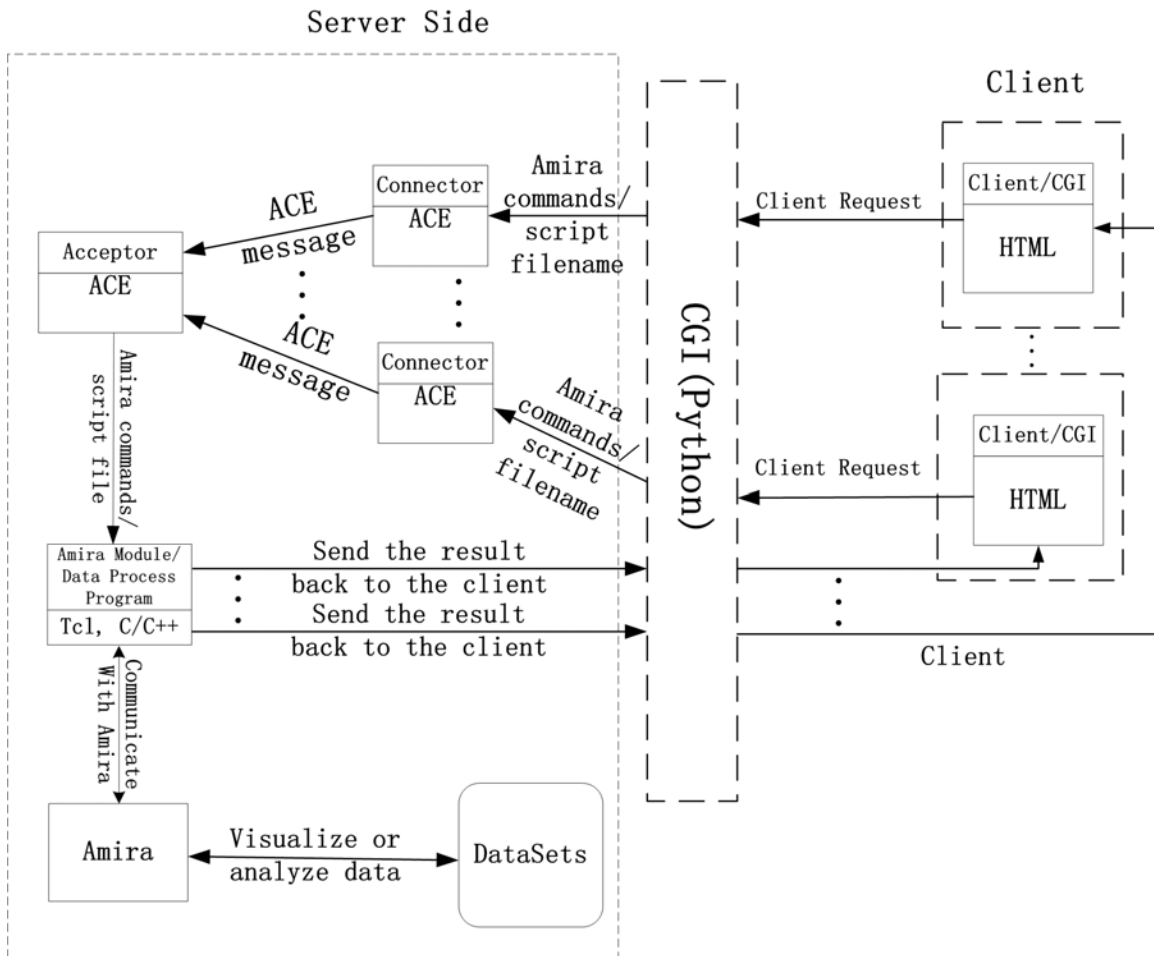 Server Side
Client
Amira
commands/
script
filename
Connector
ACE
ACE
message
Acceptor
ACE
Client Request
Client/CGI
HTML
ACE
message
Connector
ACE
Amira
commands/
script
filename
CGI(Python)
Client Request
Client/CGI
HTML
Amira commands/
script file
Amira Module/
Data Process
Program
Tcl, C/C++
Send the result
back to the client
Send the result
back to the client
Client
Communicate
With Amira
Amira
Visualize or
analyze data
DataSets